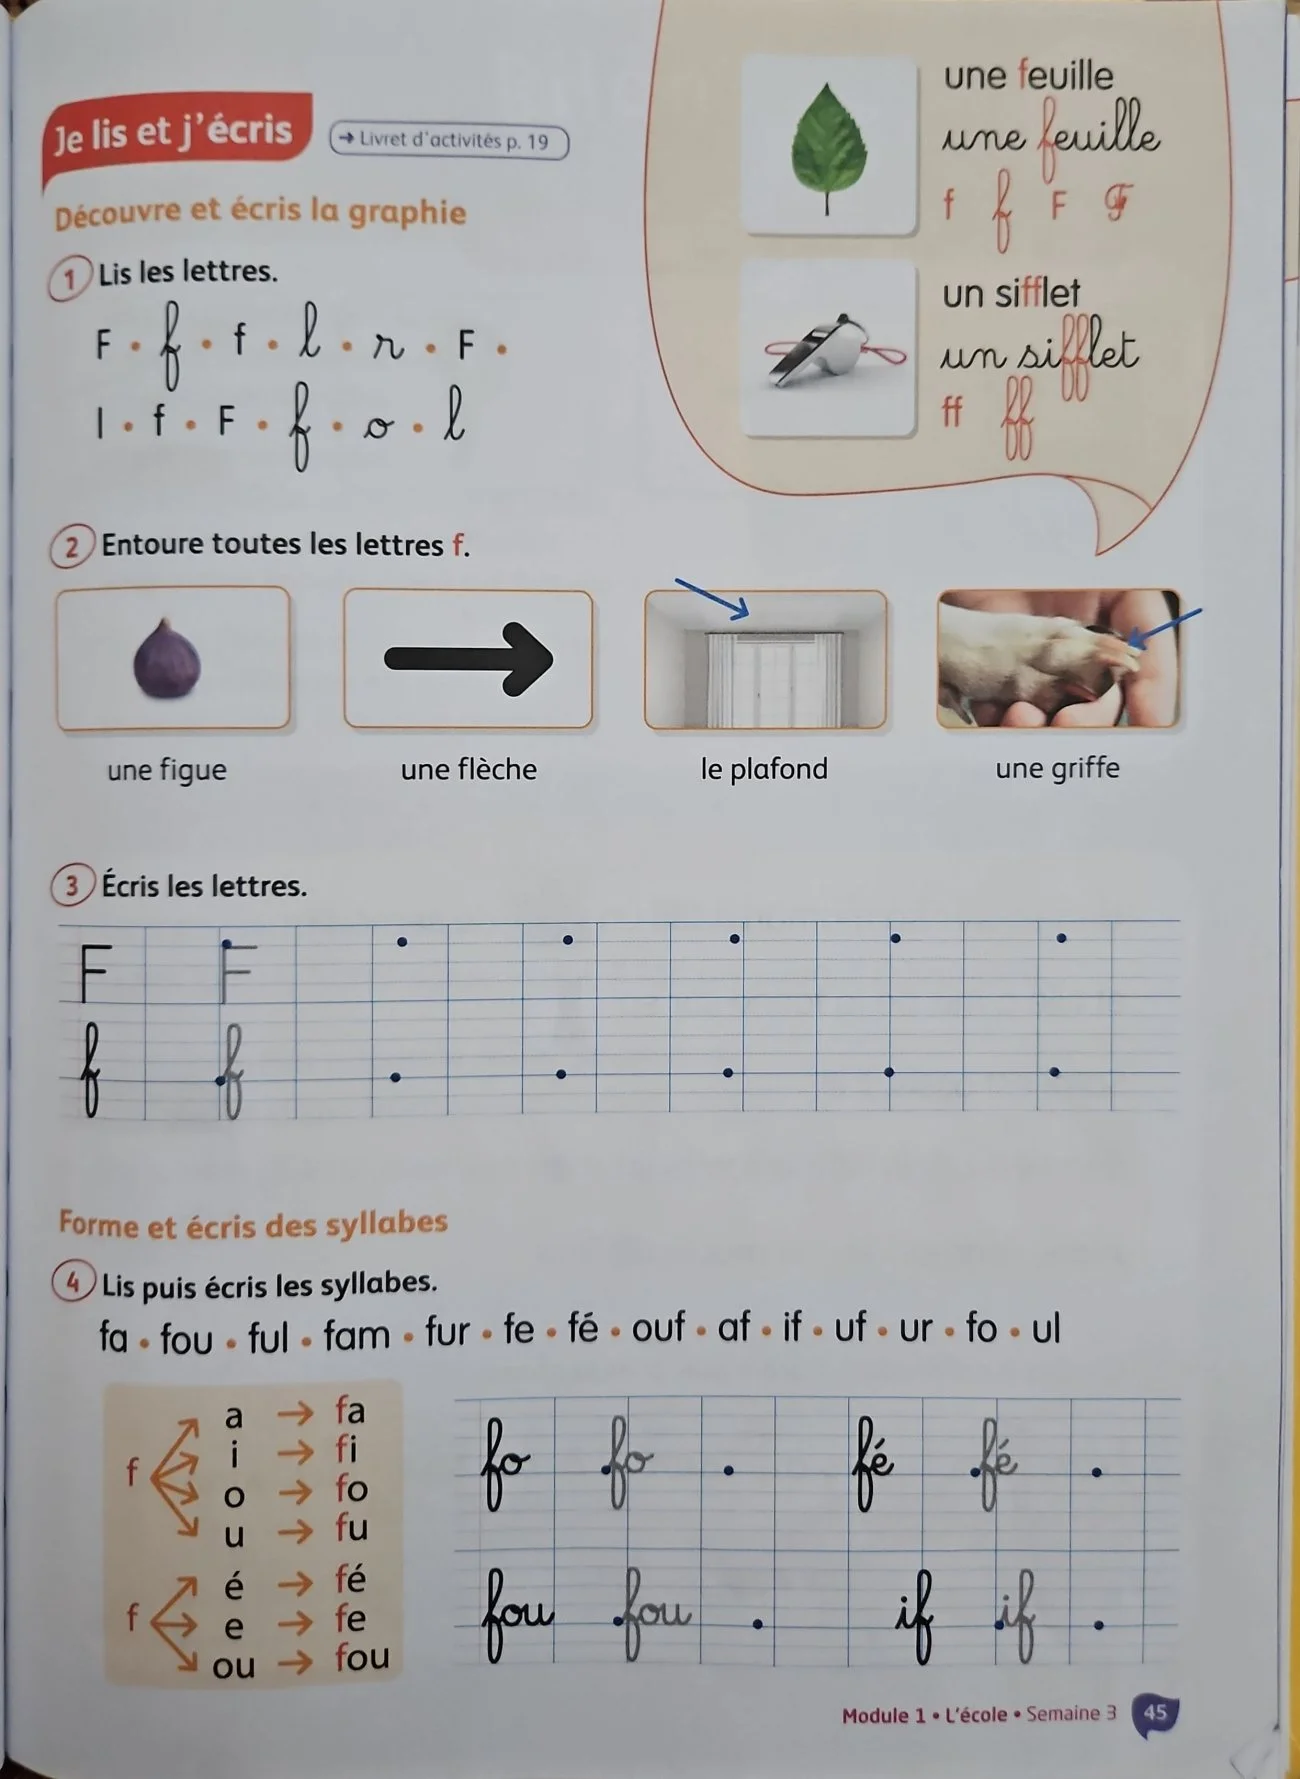 Je lis et j'écris
→ Livret d'activités p. 19
une feuille
une feuille
f f F F
un sifflet
un sifflet
ff ff
Découvre et écris la graphie
1 Lis les lettres.
F • f • f • l • r • F •
l • f • F • f • o • l
2 Entoure toutes les lettres f.
une figue
une flèche
le plafond
une griffe
3 Écris les lettres.
F F
f f
Forme et écris des syllabes
4 Lis puis écris les syllabes.
fa • fou • ful • fam • fur • fe • fé • ouf • af • if • uf • ur • fo • ul
f
a → fa
i → fi
o → fo
u → fu
f
é → fé
e → fe
ou → fou
fo fo fé fé
fou fou if if
Module 1 • L'école • Semaine 3 45